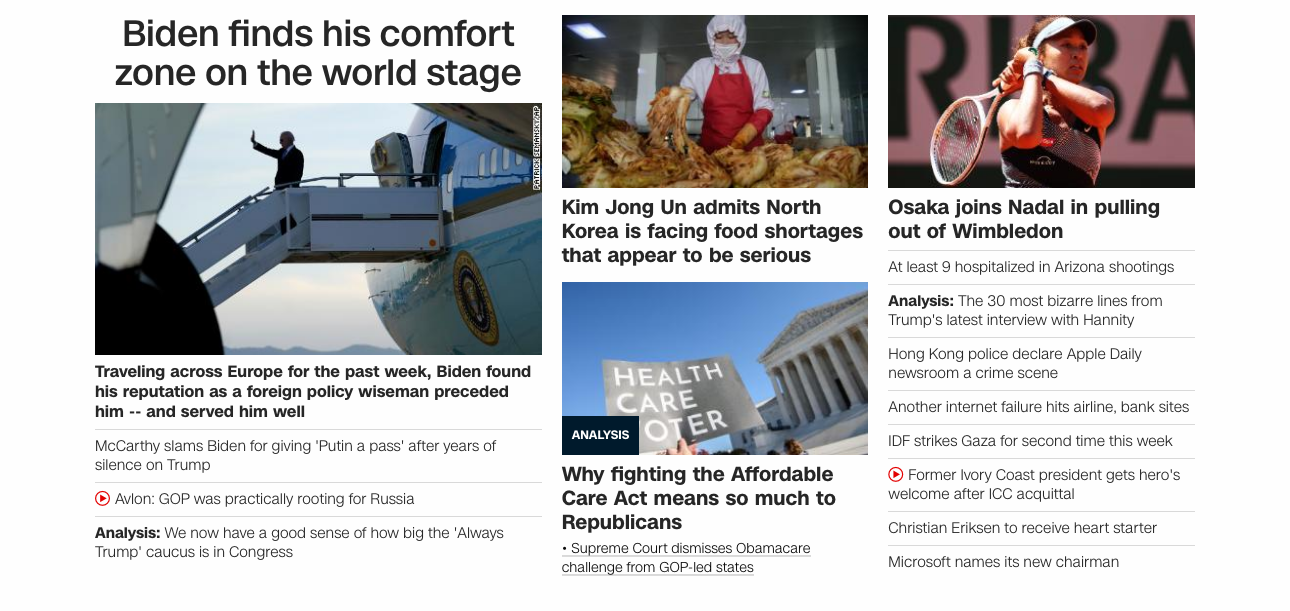 Biden finds his comfort
zone on the world stage
PATRICK SEMANSKY/AP
Traveling across Europe for the past week, Biden found
his reputation as a foreign policy wiseman preceded
him -- and served him well
McCarthy slams Biden for giving 'Putin a pass' after years of
silence on Trump
Avlon: GOP was practically rooting for Russia
Analysis: We now have a good sense of how big the 'Always
Trump' caucus is in Congress
Kim Jong Un admits North
Korea is facing food shortages
that appear to be serious
HEALTH
CARE
OTER
ANALYSIS
Why fighting the Affordable
Care Act means so much to
Republicans
• Supreme Court dismisses Obamacare
challenge from GOP-led states
R BA
Osaka joins Nadal in pulling
out of Wimbledon
At least 9 hospitalized in Arizona shootings
Analysis: The 30 most bizarre lines from
Trump's latest interview with Hannity
Hong Kong police declare Apple Daily
newsroom a crime scene
Another internet failure hits airline, bank sites
IDF strikes Gaza for second time this week
Former Ivory Coast president gets hero's
welcome after ICC acquittal
Christian Eriksen to receive heart starter
Microsoft names its new chairman